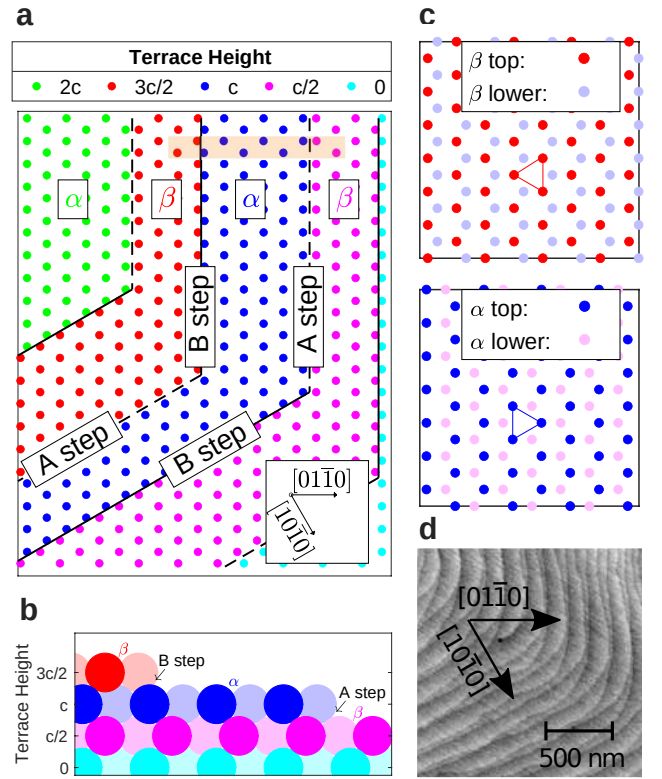 a
Terrace Height
2c 3c/2 c c/2 0
α β α β
B step
A step
A step
B step
[011̅0]
[101̅0]
b
Terrace Height
3c/2
c
c/2
0
β
B step
α
A step
β
c
β top:
β lower:
α top:
α lower:
d
[011̅0]
[101̅0]
500 nm